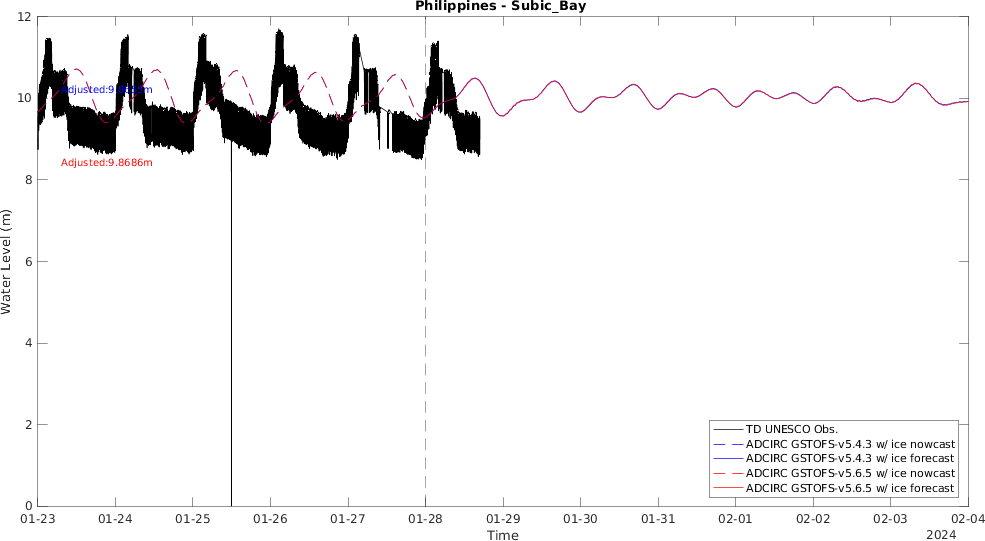 Philippines - Subic_Bay
12
10
8
6
4
2
0
Water Level (m)
Adjusted:9.8686m
01-23
01-24
01-25
01-26
01-27
01-28
01-29
01-30
01-31
02-01
02-02
02-03
02-04
Time
2024
TD UNESCO Obs.
ADCIRC GSTOFS-v5.4.3 w/ ice nowcast
ADCIRC GSTOFS-v5.4.3 w/ ice forecast
ADCIRC GSTOFS-v5.6.5 w/ ice nowcast
ADCIRC GSTOFS-v5.6.5 w/ ice forecast